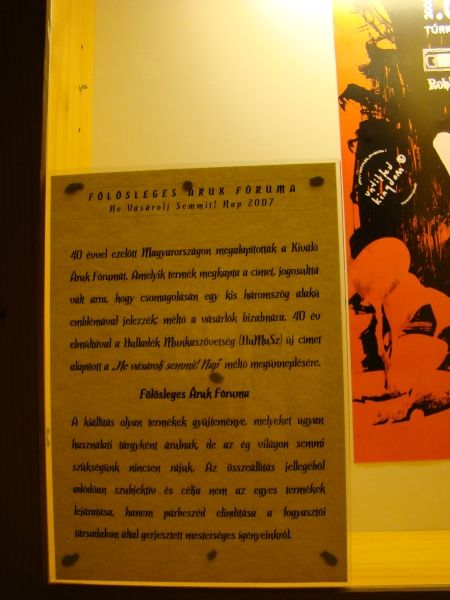 FÖLÖSLEGES ÁRUK FÓRUMA
Ne Vásárolj Semmit! Nap 2007
40 évvel ezelőtt Magyarországon megalapították a Kiváló
Áruk Fórumát. Amelyik termék megkapta a címet, jogosulttá
vált arra, hogy csomagolásán egy kis háromszög alakú
emblémával jelezzék: méltó a vásárlók bizalmára. 40 év
elmúltával a Hulladék Munkaszövetség (HuMuSz) új címet
alapított a „Ne vásárolj semmit! Nap" méltó megünneplésére.
Fölösleges Áruk Fóruma
A kiállítás olyan termékek gyűjteménye, melyeket ugyan
használati tárgyként árulnak, de az ég világon semmi
szükségünk nincsen rájuk. Az összeállítás jellegéből
adódóan szubjektív és célja nem az egyes termékek
lejáratása, hanem párbeszéd elindítása a fogyasztói
társadalom által gerjesztett mesterséges igényeinkről.
TÚRK
Rob
kingdom